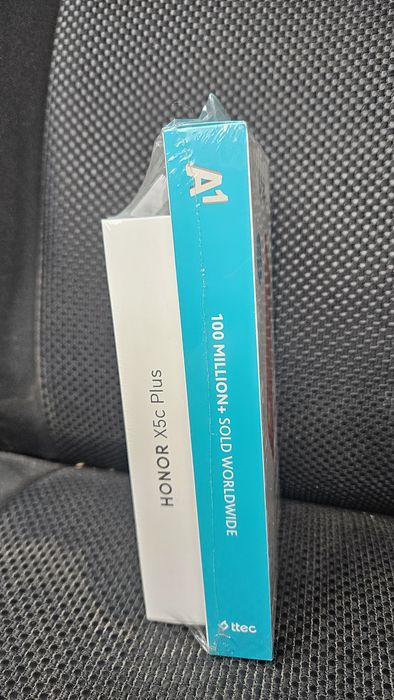 HONOR X5c Plus
A1
100 MILLION+ SOLD WORLDWIDE
ttec